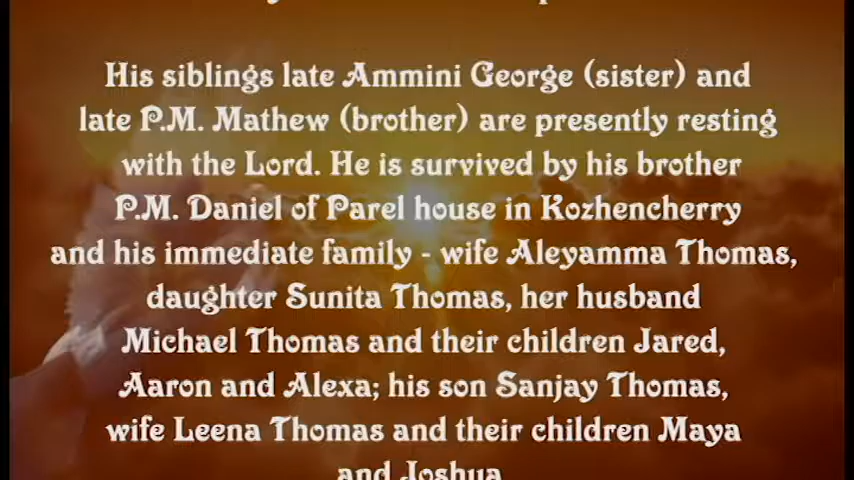 His siblings late Ammini George (sister) and
late P.M. Mathew (brother) are presently resting
with the Lord. He is survived by his brother
P.M. Daniel of Parel house in Kozhencherry
and his immediate family - wife Aleyamma Thomas,
daughter Sunita Thomas, her husband
Michael Thomas and their children Jared,
Aaron and Alexa; his son Sanjay Thomas,
wife Leena Thomas and their children Maya
and Joshua